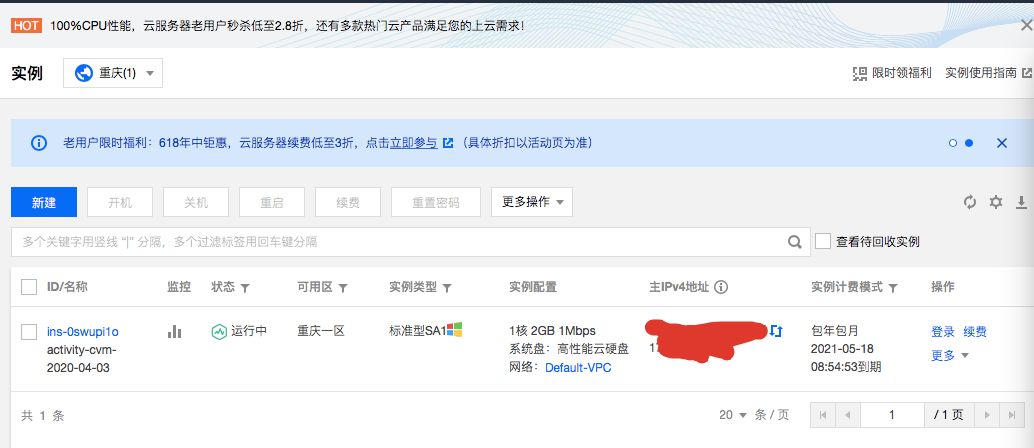 HOT 100%CPU性能，云服务器老用户秒杀低至2.8折，还有多款热门云产品满足您的上云需求！
实例 重庆(1) 限时领福利 实例使用指南
老用户限时福利：618年中钜惠，云服务器续费低至3折，点击立即参与 （具体折扣以活动页为准）
新建 开机 关机 重启 续费 重置密码 更多操作
多个关键字用竖线 "|" 分隔，多个过滤标签用回车键分隔 查看待回收实例
ID/名称 监控 状态 可用区 实例类型 实例配置 主IPv4地址 实例计费模式 操作
ins-0swupi1o 运行中 重庆一区 标准型SA1 1核 2GB 1Mbps 包年包月 登录 续费
activity-cvm- 系统盘：高性能云硬盘 2021-05-18 更多
2020-04-03 网络：Default-VPC 08:54:53到期
共 1 条 20 条 / 页 1 / 1 页